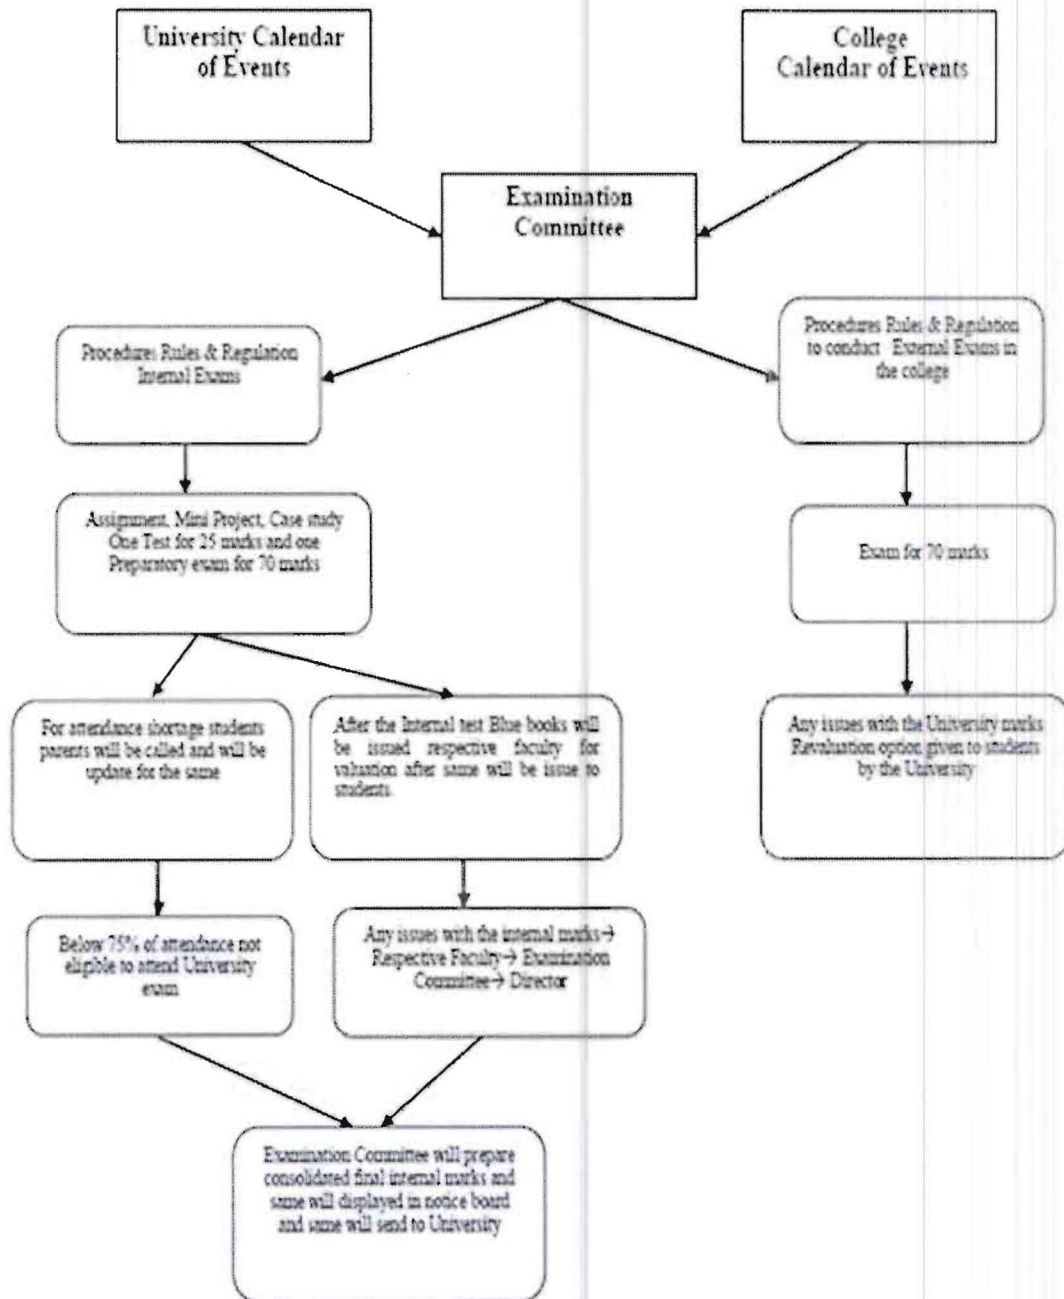 University Calendar
of Events
College
Calendar of Events
Examination
Committee
Procedures Rules & Regulation
Internal Exams
Procedures Rules & Regulation
to conduct External Exams in
the college
Assignment, Mini Project, Case study
One Test for 25 marks and one
Preparatory exam for 70 marks
Exam for 70 marks
For attendance shortage students
parents will be called and will be
update for the same
After the Internal test Blue books will
be issued respective faculty for
valuation after same will be issue to
students.
Any issues with the University marks
Revaluation option given to students
by the University
Below 75% of attendance not
eligible to attend University
exam
Any issues with the internal marks→
Respective Faculty→ Examination
Committee→ Director
Examination Committee will prepare
consolidated final internal marks and
same will displayed in notice board
and same will send to University